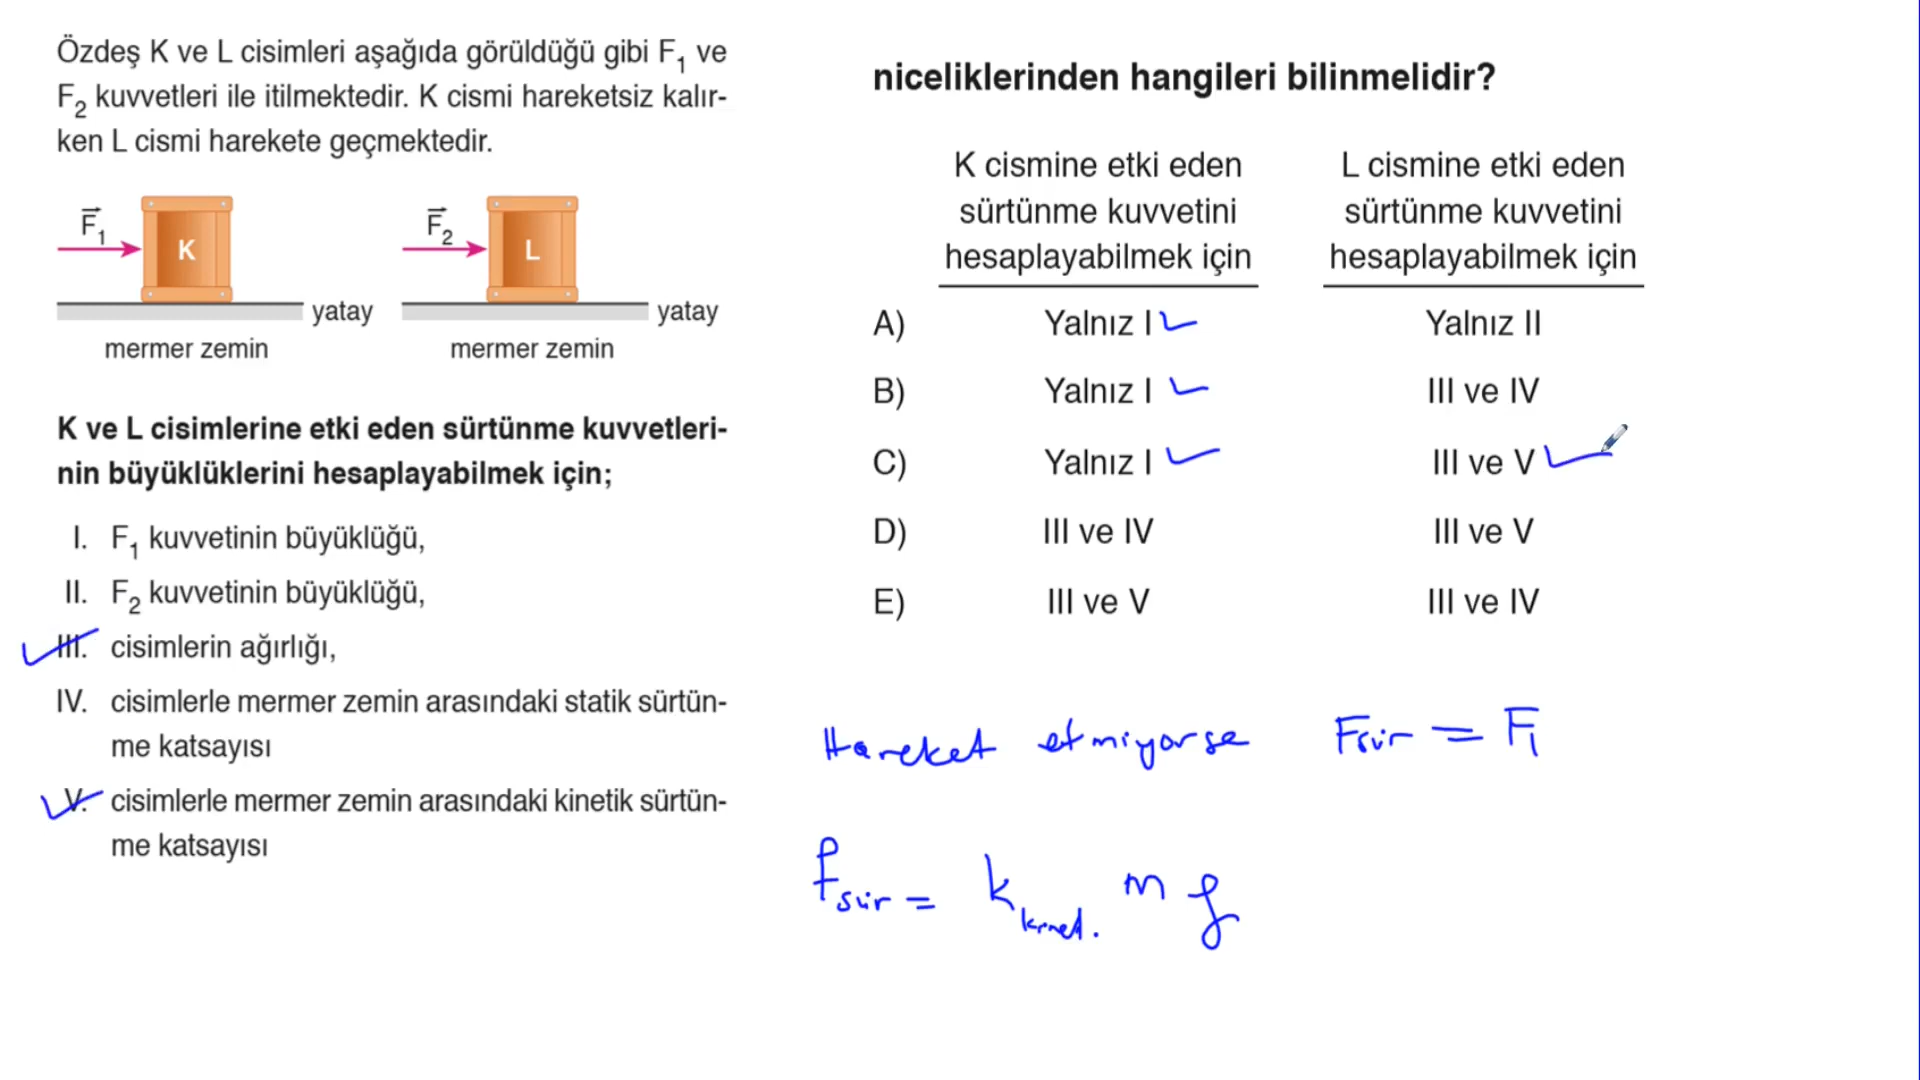 Özdeş K ve L cisimleri aşağıda görüldüğü gibi F₁ ve
F₂ kuvvetleri ile itilmektedir. K cismi hareketsiz kalır-
ken L cismi harekete geçmektedir.
F₁ K yatay
mermer zemin
F₂ L yatay
mermer zemin
K ve L cisimlerine etki eden sürtünme kuvvetleri-
nin büyüklüklerini hesaplayabilmek için;
I. F₁ kuvvetinin büyüklüğü,
II. F₂ kuvvetinin büyüklüğü,
III. cisimlerin ağırlığı,
IV. cisimlerle mermer zemin arasındaki statik sürtün-
me katsayısı
V. cisimlerle mermer zemin arasındaki kinetik sürtün-
me katsayısı
niceliklerinden hangileri bilinmelidir?
K cismine etki eden
sürtünme kuvvetini
hesaplayabilmek için
L cismine etki eden
sürtünme kuvvetini
hesaplayabilmek için
A) Yalnız I Yalnız II
B) Yalnız I III ve IV
C) Yalnız I III ve V
D) III ve IV III ve V
E) III ve V III ve IV
Hareket etmiyorse Fsür = F₁
fsür = k kinet. m g